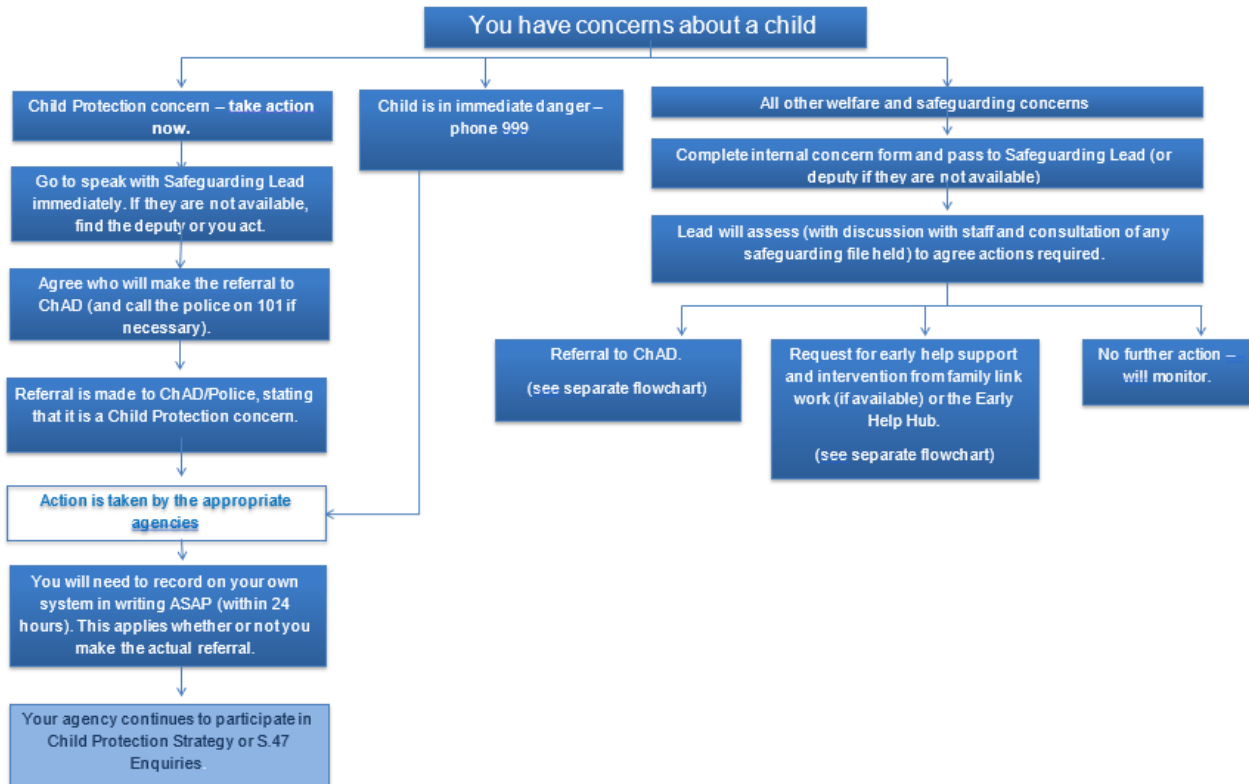 You have concerns about a child
Child Protection concern – take action
now.
Go to speak with Safeguarding Lead
immediately. If they are not available,
find the deputy or you act.
Agree who will make the referral to
ChAD (and call the police on 101 if
necessary).
Referral is made to ChAD/Police, stating
that it is a Child Protection concern.
Action is taken by the appropriate
agencies
You will need to record on your own
system in writing ASAP (within 24
hours). This applies whether or not you
make the actual referral.
Your agency continues to participate in
Child Protection Strategy or S.47
Enquiries.
Child is in immediate danger –
phone 999
All other welfare and safeguarding concerns
Complete internal concern form and pass to Safeguarding Lead (or
deputy if they are not available)
Lead will assess (with discussion with staff and consultation of any
safeguarding file held) to agree actions required.
Referral to ChAD.
(see separate flowchart)
Request for early help support
and intervention from family link
work (if available) or the Early
Help Hub.
(see separate flowchart)
No further action –
will monitor.